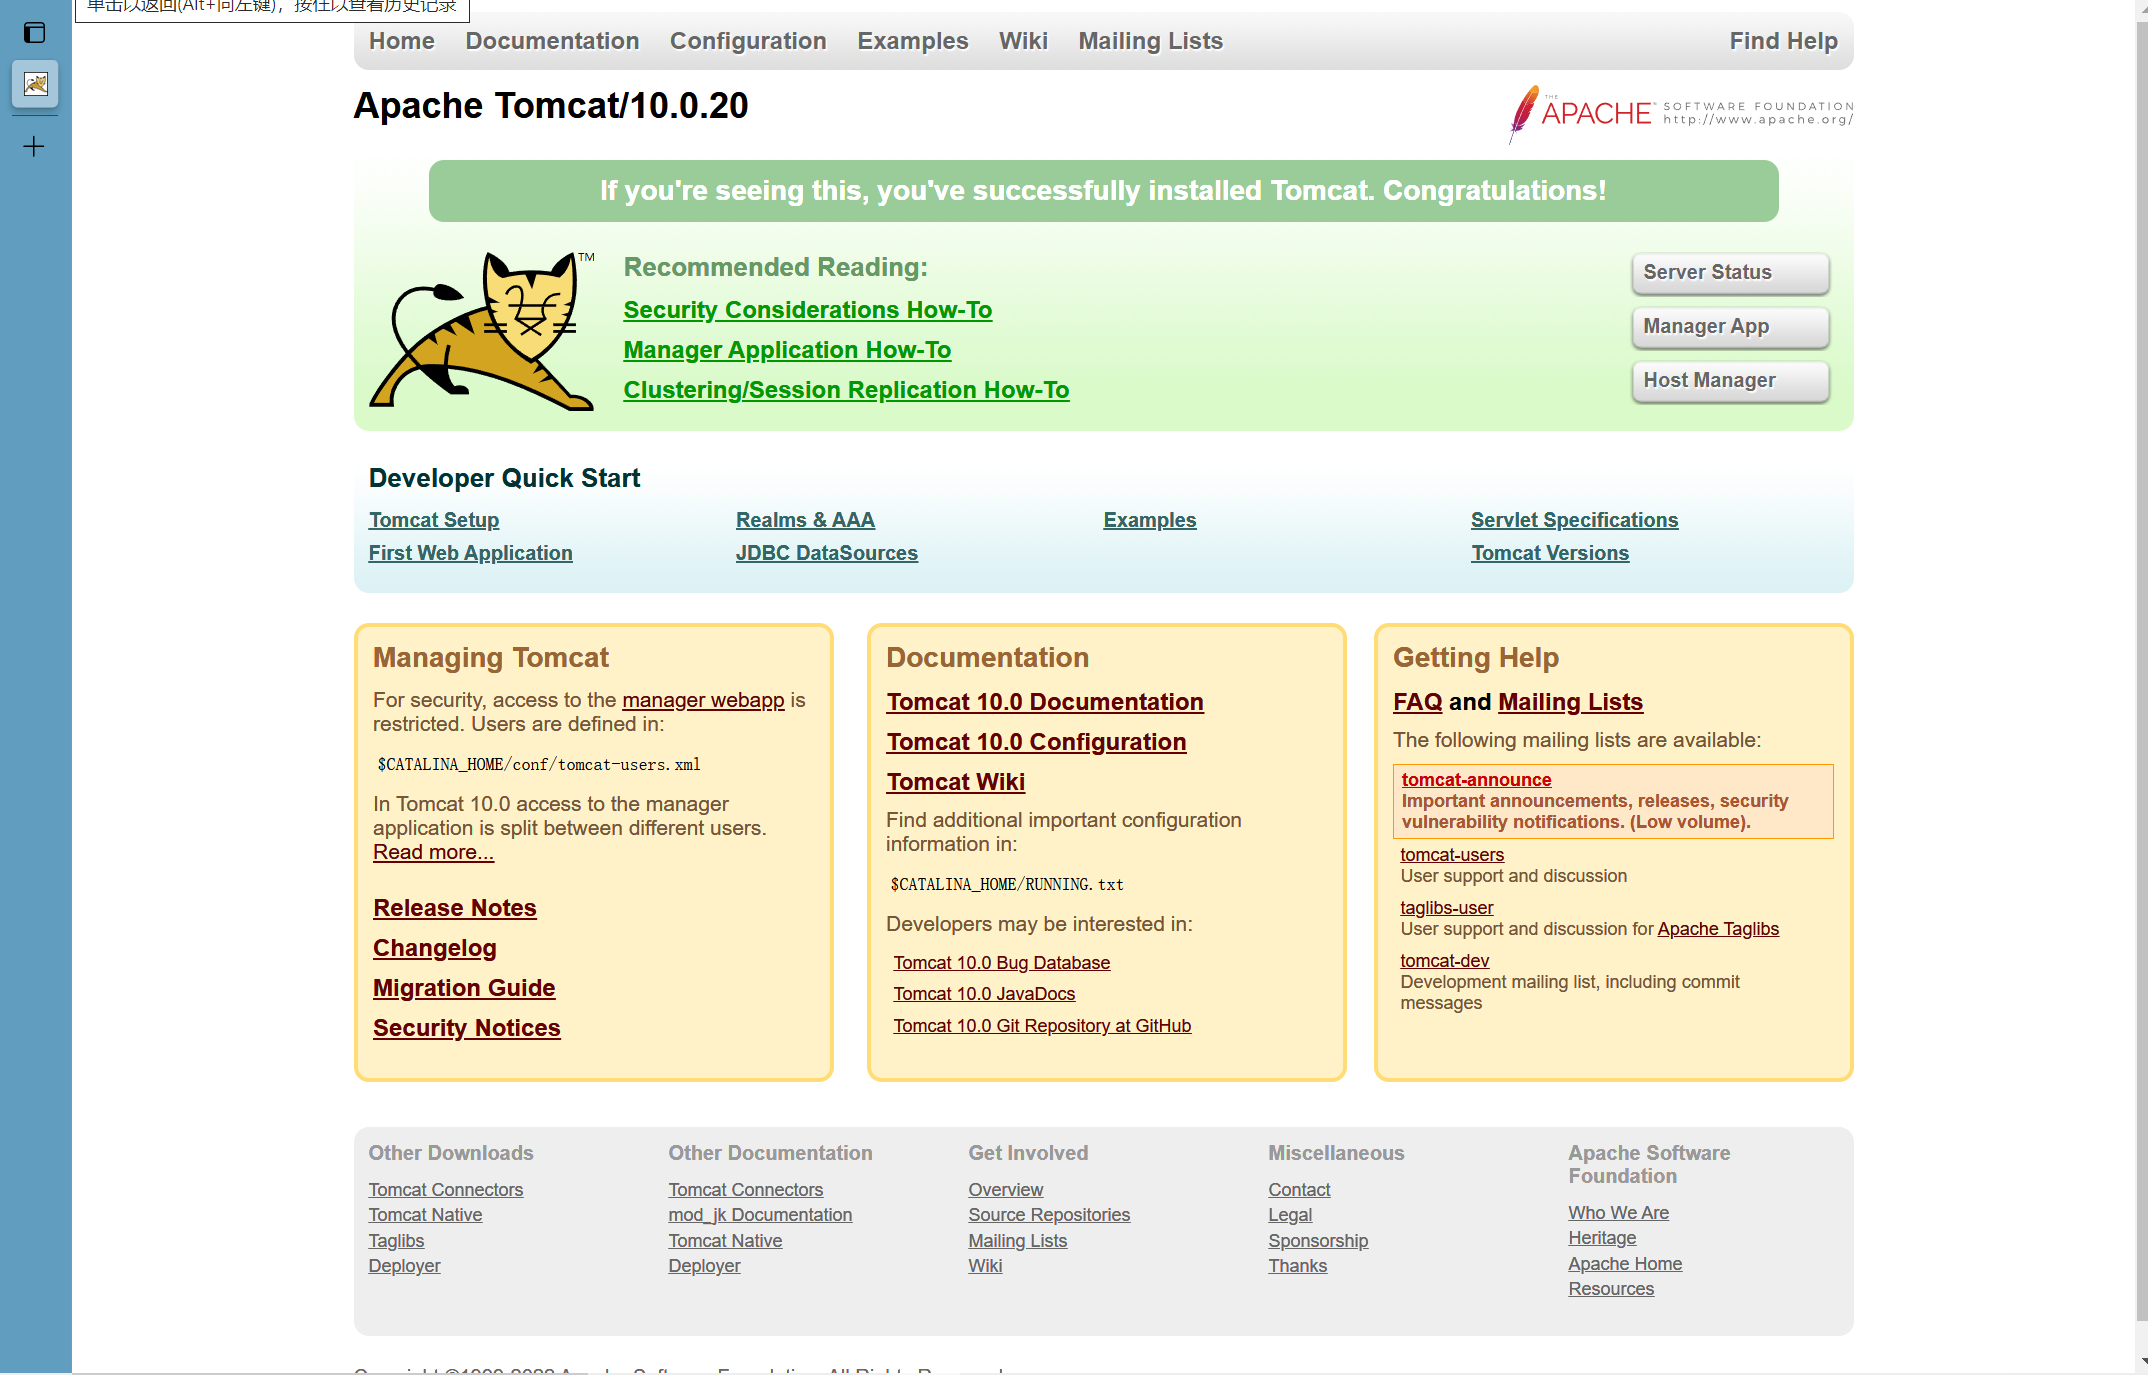 单击以返回(Alt+向左键)，按住以查看历史记录
Home Documentation Configuration Examples Wiki Mailing Lists Find Help
Apache Tomcat/10.0.20
THE APACHE™ SOFTWARE FOUNDATION
http://www.apache.org/
If you're seeing this, you've successfully installed Tomcat. Congratulations!
TM
Recommended Reading:
Security Considerations How-To
Manager Application How-To
Clustering/Session Replication How-To
Server Status
Manager App
Host Manager
Developer Quick Start
Tomcat Setup
First Web Application
Realms & AAA
JDBC DataSources
Examples
Servlet Specifications
Tomcat Versions
Managing Tomcat
For security, access to the manager webapp is
restricted. Users are defined in:
$CATALINA_HOME/conf/tomcat-users.xml
In Tomcat 10.0 access to the manager
application is split between different users.
Read more...
Release Notes
Changelog
Migration Guide
Security Notices
Documentation
Tomcat 10.0 Documentation
Tomcat 10.0 Configuration
Tomcat Wiki
Find additional important configuration
information in:
$CATALINA_HOME/RUNNING.txt
Developers may be interested in:
Tomcat 10.0 Bug Database
Tomcat 10.0 JavaDocs
Tomcat 10.0 Git Repository at GitHub
Getting Help
FAQ and Mailing Lists
The following mailing lists are available:
tomcat-announce
Important announcements, releases, security
vulnerability notifications. (Low volume).
tomcat-users
User support and discussion
taglibs-user
User support and discussion for Apache Taglibs
tomcat-dev
Development mailing list, including commit
messages
Other Downloads
Tomcat Connectors
Tomcat Native
Taglibs
Deployer
Other Documentation
Tomcat Connectors
mod_jk Documentation
Tomcat Native
Deployer
Get Involved
Overview
Source Repositories
Mailing Lists
Wiki
Miscellaneous
Contact
Legal
Sponsorship
Thanks
Apache Software
Foundation
Who We Are
Heritage
Apache Home
Resources
Copyright ©1999-2022 Apache Software Foundation. All Rights Reserved